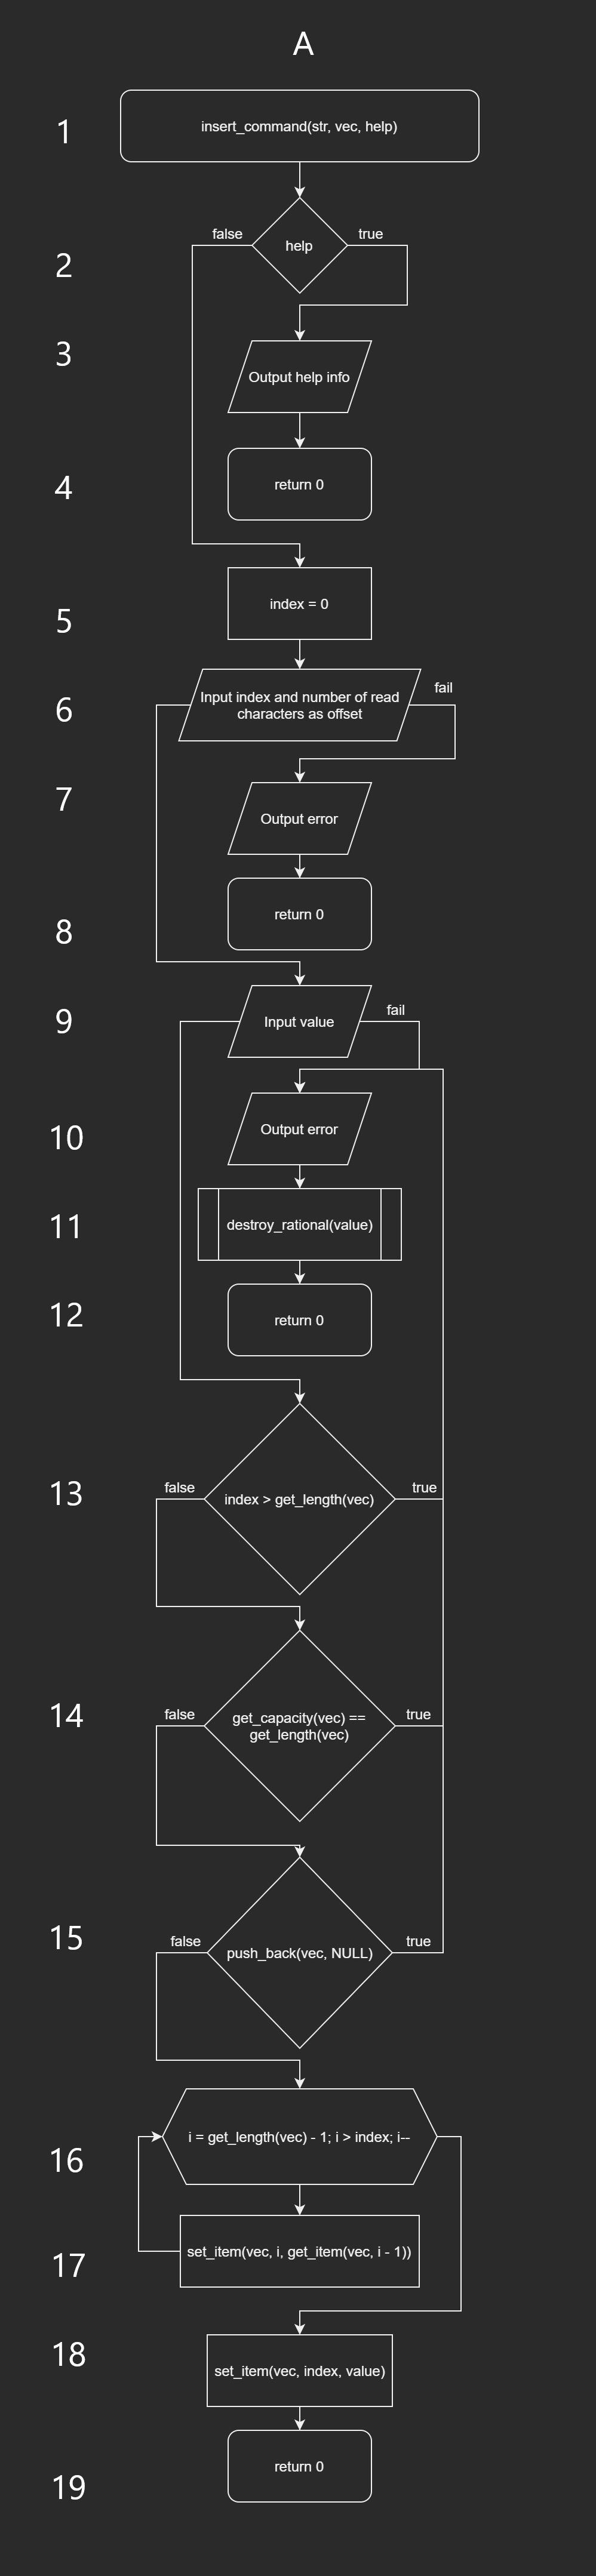 A
1
insert_command(str, vec, help)
false
true
2
help
3
Output help info
4
return 0
5
index = 0
fail
6
Input index and number of read
characters as offset
7
Output error
8
return 0
fail
9
Input value
10
Output error
11
destroy_rational(value)
12
return 0
false
true
13
index > get_length(vec)
false
true
14
get_capacity(vec) ==
get_length(vec)
false
true
15
push_back(vec, NULL)
16
i = get_length(vec) - 1; i > index; i--
17
set_item(vec, i, get_item(vec, i - 1))
18
set_item(vec, index, value)
19
return 0